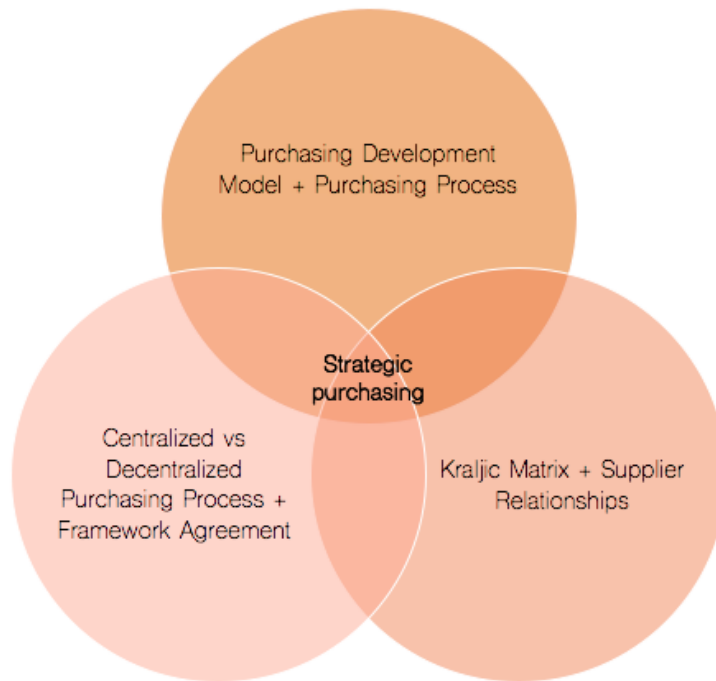 Purchasing Development
Model + Purchasing Process
Strategic
purchasing
Centralized vs
Decentralized
Purchasing Process +
Framework Agreement
Kraljic Matrix + Supplier
Relationships